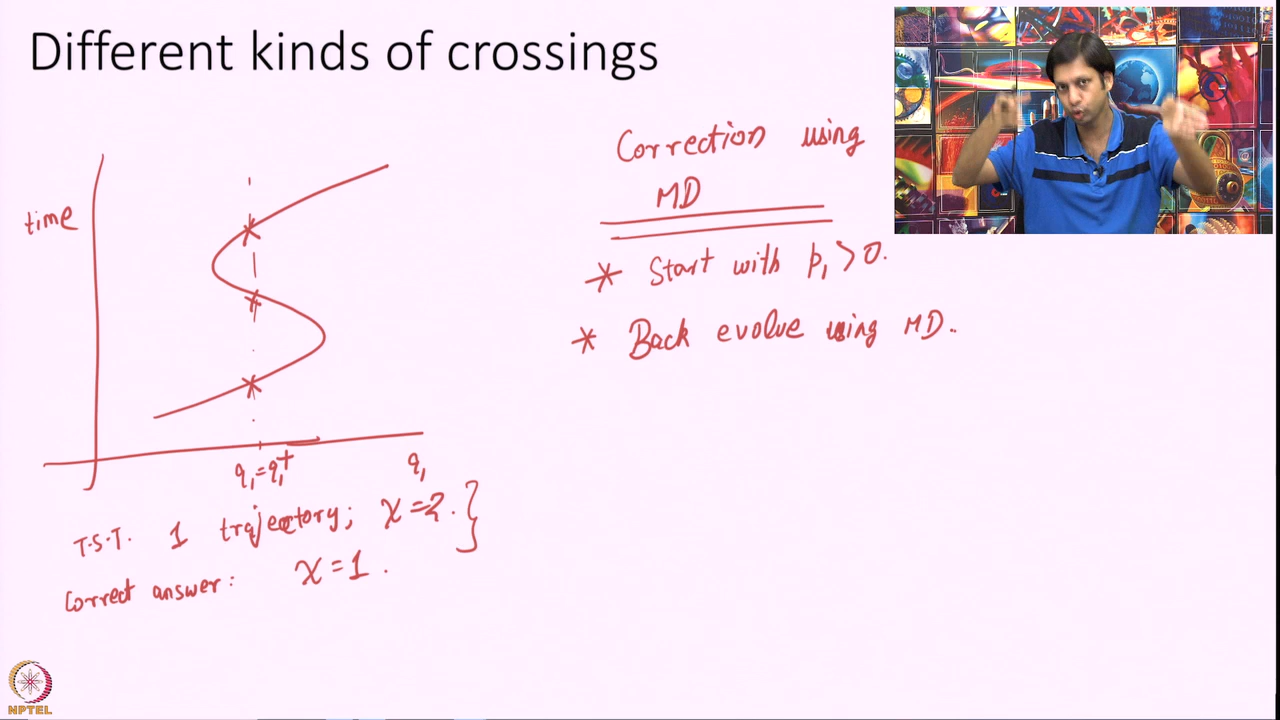 Different kinds of crossings
time
q₁=q₁‡
q₁
T.S.T. 1 trajectory; χ=2.
Correct answer: χ=1.
Correction using
MD
* Start with p₁>0.
* Back evolve using MD.
NPTEL